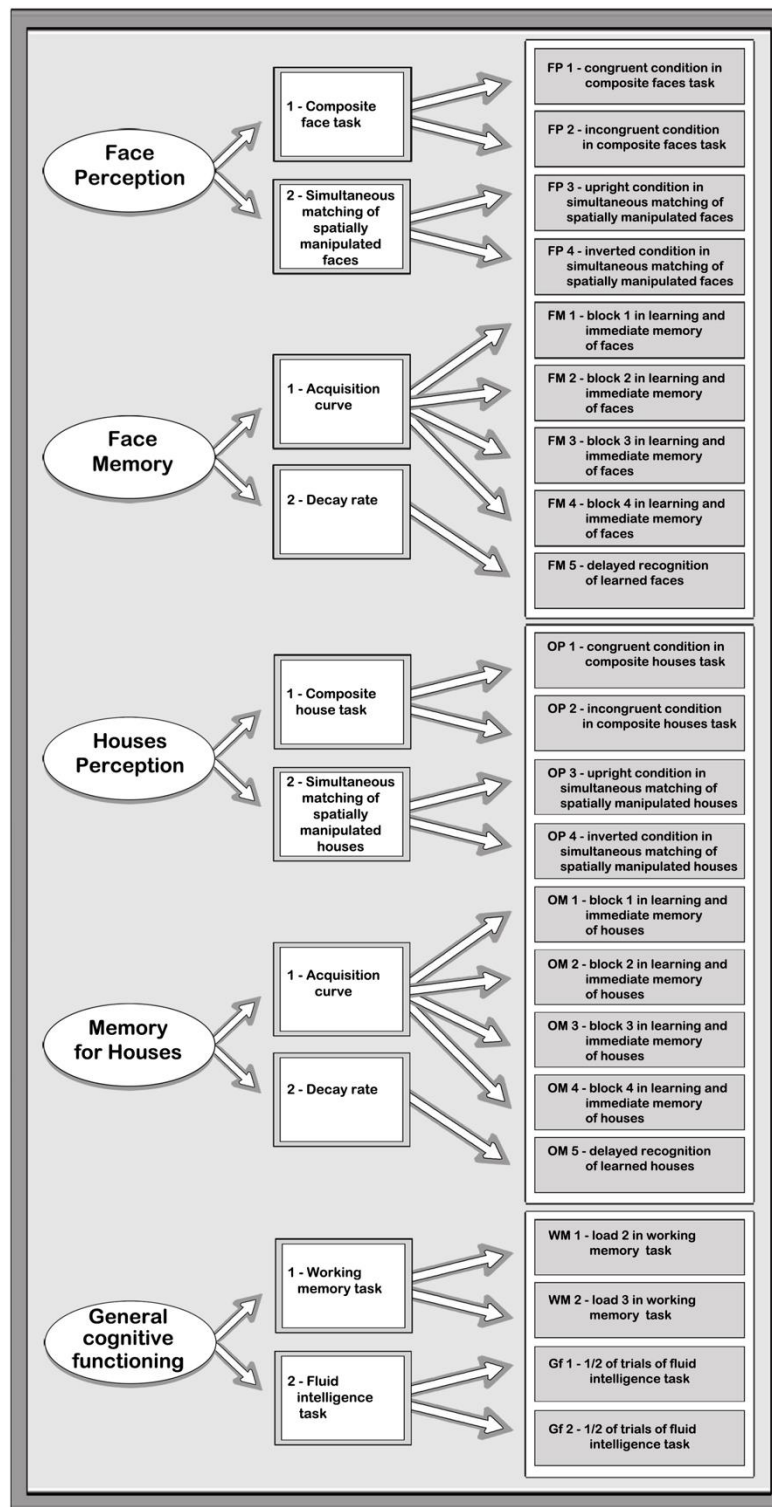 Face
Perception
1 - Composite
face task
2 - Simultaneous
matching of
spatially
manipulated
faces
FP 1 - congruent condition in
composite faces task
FP 2 - incongruent condition
in composite faces task
FP 3 - upright condition in
simultaneous matching of
spatially manipulated faces
FP 4 - inverted condition in
simultaneous matching of
spatially manipulated faces
Face
Memory
1 - Acquisition
curve
2 - Decay rate
FM 1 - block 1 in learning and
immediate memory
of faces
FM 2 - block 2 in learning and
immediate memory
of faces
FM 3 - block 3 in learning and
immediate memory
of faces
FM 4 - block 4 in learning and
immediate memory
of faces
FM 5 - delayed recognition
of learned faces
Houses
Perception
1 - Composite
house task
2 - Simultaneous
matching of
spatially
manipulated
houses
OP 1 - congruent condition in
composite houses task
OP 2 - incongruent condition
in composite houses task
OP 3 - upright condition in
simultaneous matching of
spatially manipulated houses
OP 4 - inverted condition in
simultaneous matching of
spatially manipulated houses
Memory
for Houses
1 - Acquisition
curve
2 - Decay rate
OM 1 - block 1 in learning and
immediate memory
of houses
OM 2 - block 2 in learning and
immediate memory
of houses
OM 3 - block 3 in learning and
immediate memory
of houses
OM 4 - block 4 in learning and
immediate memory
of houses
OM 5 - delayed recognition
of learned houses
General
cognitive
functioning
1 - Working
memory task
2 - Fluid
intelligence
task
WM 1 - load 2 in working
memory task
WM 2 - load 3 in working
memory task
Gf 1 - 1/2 of trials of fluid
intelligence task
Gf 2 - 1/2 of trials of fluid
intelligence task